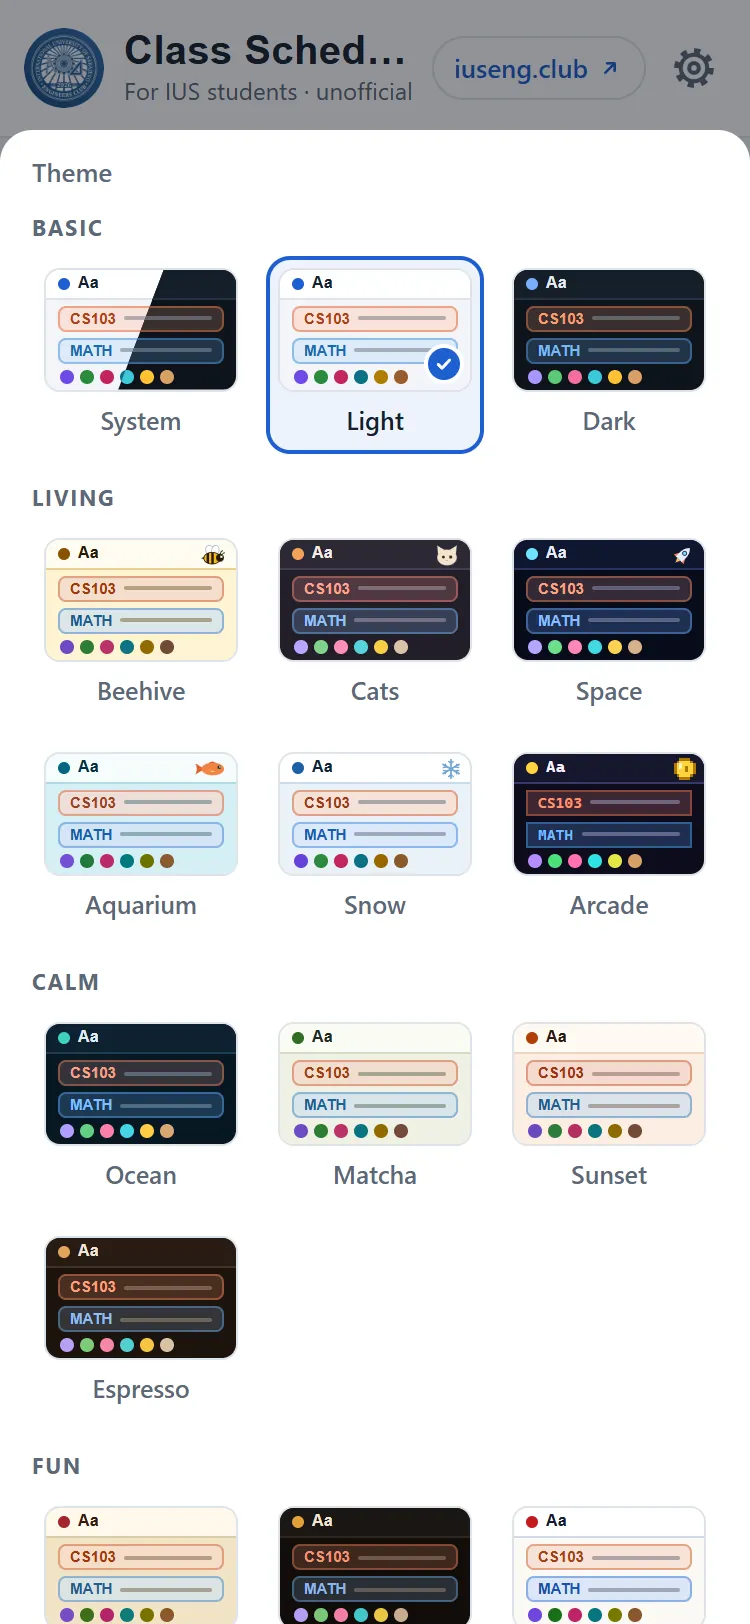 Class Sched...
For IUS students · unofficial
iuseng.club ↗
Theme
BASIC
Aa
CS103
MATH
System
Aa
CS103
MATH
Light
Aa
CS103
MATH
Dark
LIVING
Aa
CS103
MATH
Beehive
Aa
CS103
MATH
Cats
Aa
CS103
MATH
Space
Aa
CS103
MATH
Aquarium
Aa
CS103
MATH
Snow
Aa
CS103
MATH
Arcade
CALM
Aa
CS103
MATH
Ocean
Aa
CS103
MATH
Matcha
Aa
CS103
MATH
Sunset
Aa
CS103
MATH
Espresso
FUN
Aa
CS103
MATH
Aa
CS103
MATH
Aa
CS103
MATH